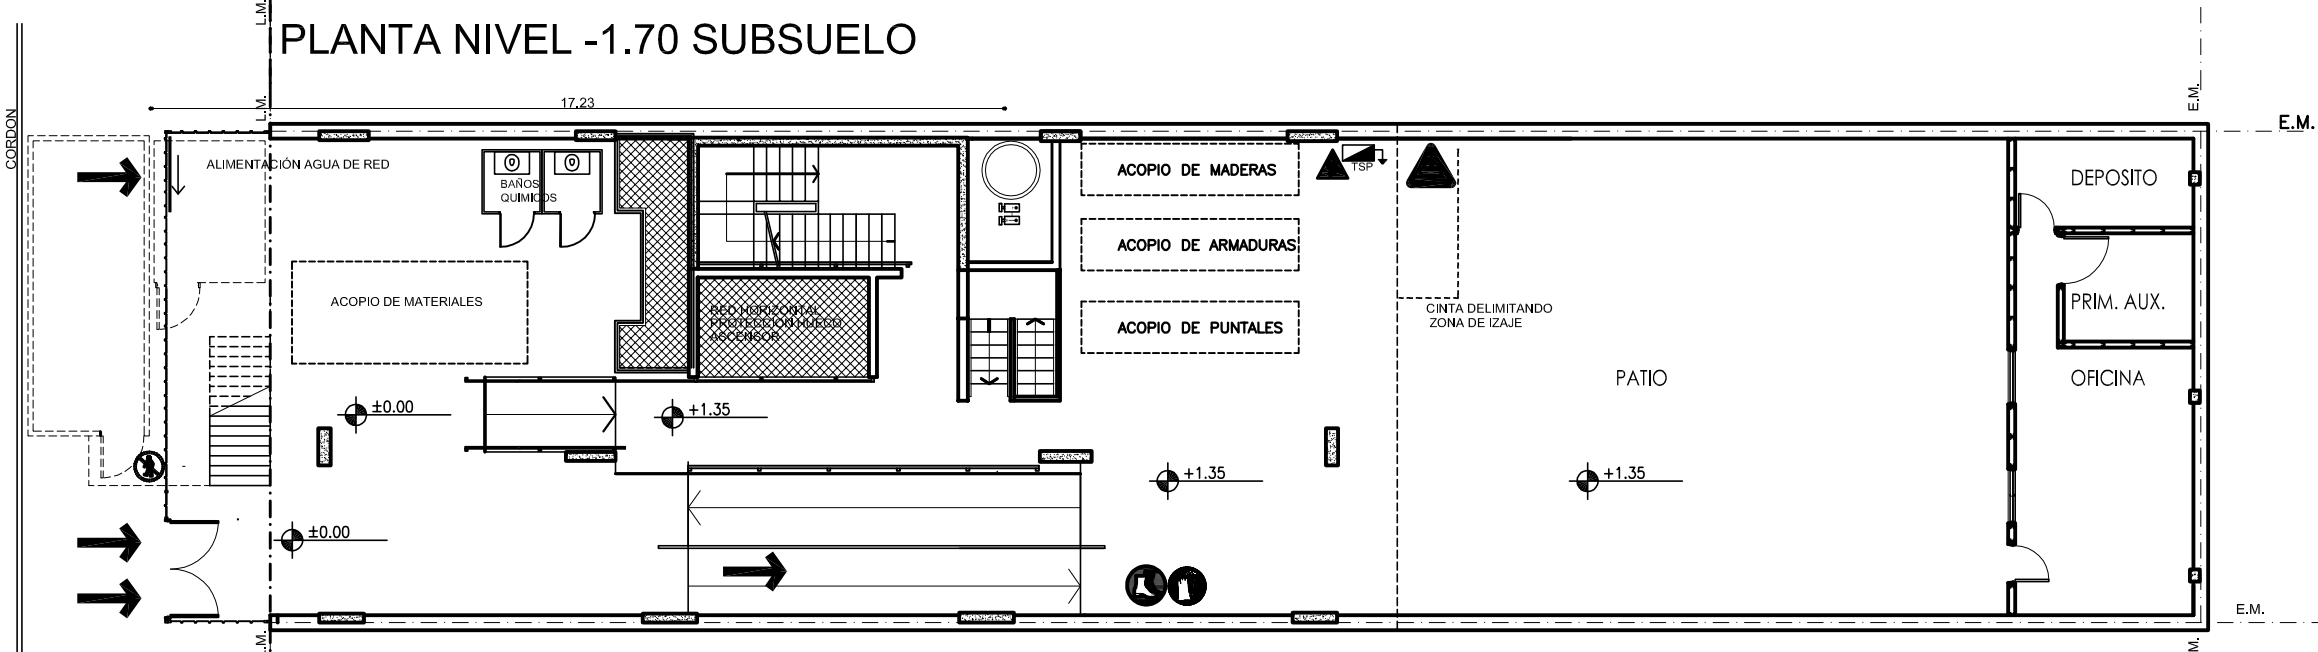 L.M.
PLANTA NIVEL -1.70 SUBSUELO
17.23
L.M.
E.M.
E.M.
CORDON
ALIMENTACIÓN AGUA DE RED
BAÑOS
QUIMICOS
ACOPIO DE MADERAS
TSP
DEPOSITO
ACOPIO DE ARMADURAS
ACOPIO DE MATERIALES
RED HORIZONTAL
PROTECCION HUECO
ASCENSOR
ACOPIO DE PUNTALES
CINTA DELIMITANDO
ZONA DE IZAJE
PRIM. AUX.
PATIO
OFICINA
±0.00
+1.35
+1.35
+1.35
±0.00
E.M.
.M.
M.